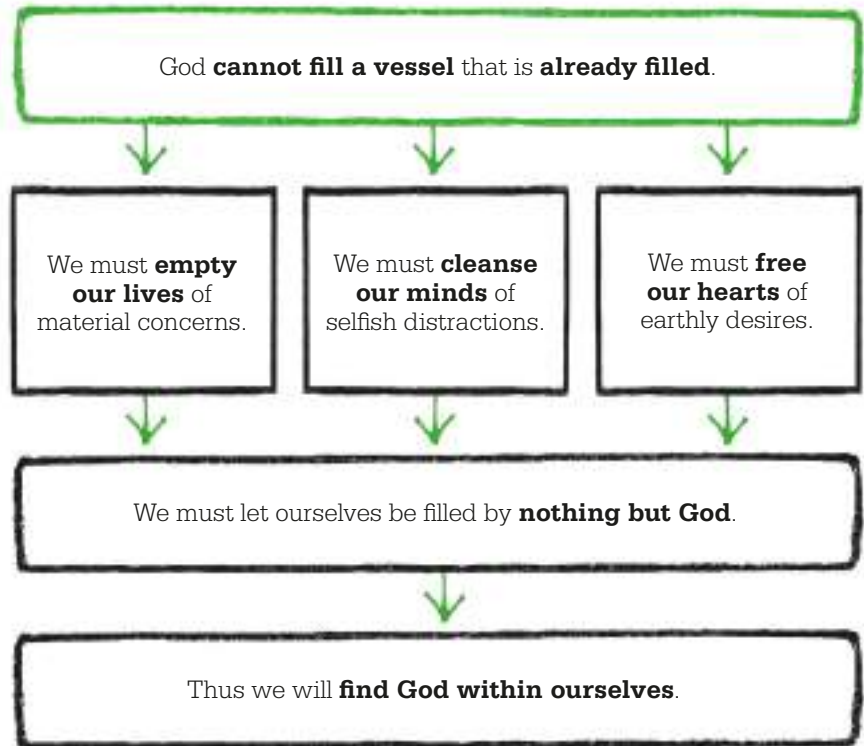 God cannot fill a vessel that is already filled.
We must empty
our lives of
material concerns.
We must cleanse
our minds of
selfish distractions.
We must free
our hearts of
earthly desires.
We must let ourselves be filled by nothing but God.
Thus we will find God within ourselves.